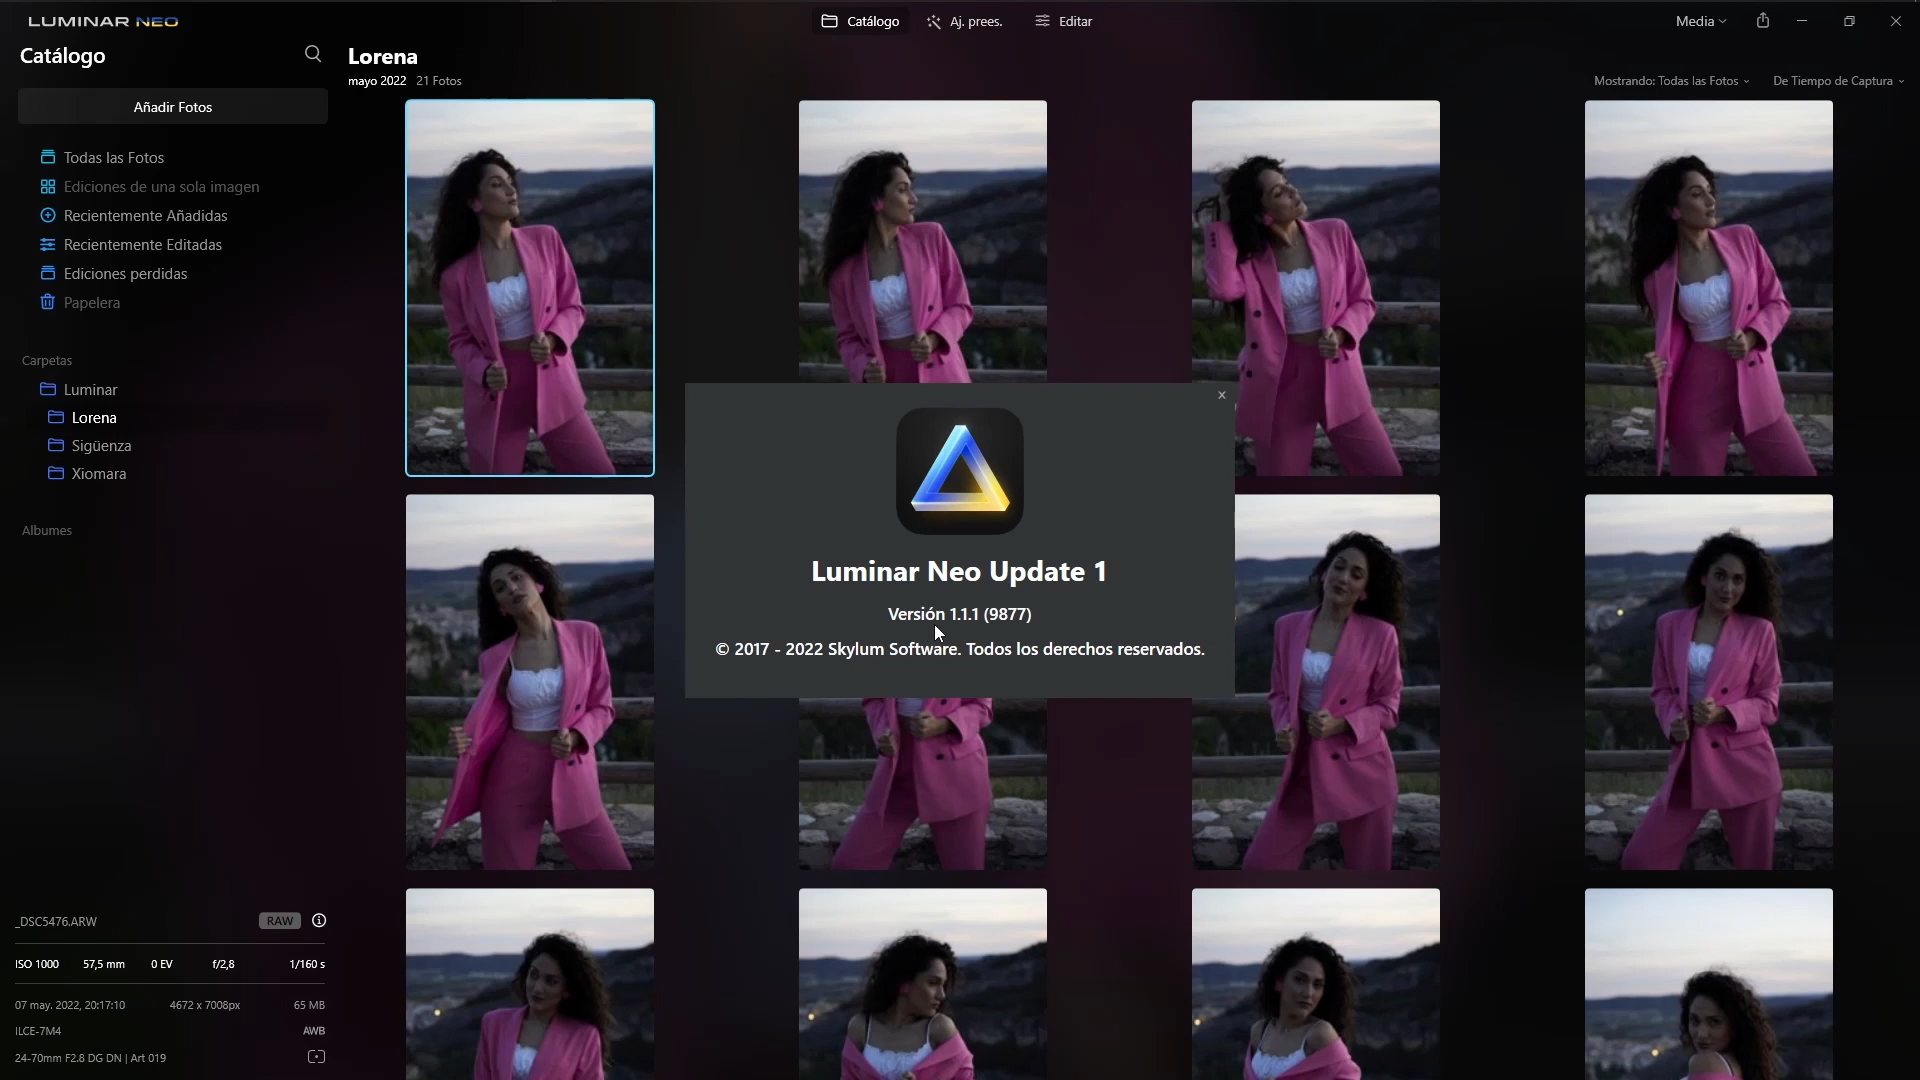 LUMINAR NEO
Catálogo
Aj. prees.
Editar
Media
Catálogo
Lorena
mayo 2022 21 Fotos
Mostrando: Todas las Fotos
De Tiempo de Captura
Añadir Fotos
Todas las Fotos
Ediciones de una sola imagen
Recientemente Añadidas
Recientemente Editadas
Ediciones perdidas
Papelera
Carpetas
Luminar
Lorena
Sigüenza
Xiomara
Albumes
Luminar Neo Update 1
Versión 1.1.1 (9877)
© 2017 - 2022 Skylum Software. Todos los derechos reservados.
_DSC5476.ARW RAW
ISO 1000 57,5 mm 0 EV f/2,8 1/160 s
07 may. 2022, 20:17:10 4672 x 7008px 65 MB
ILCE-7M4 AWB
24-70mm F2.8 DG DN | Art 019